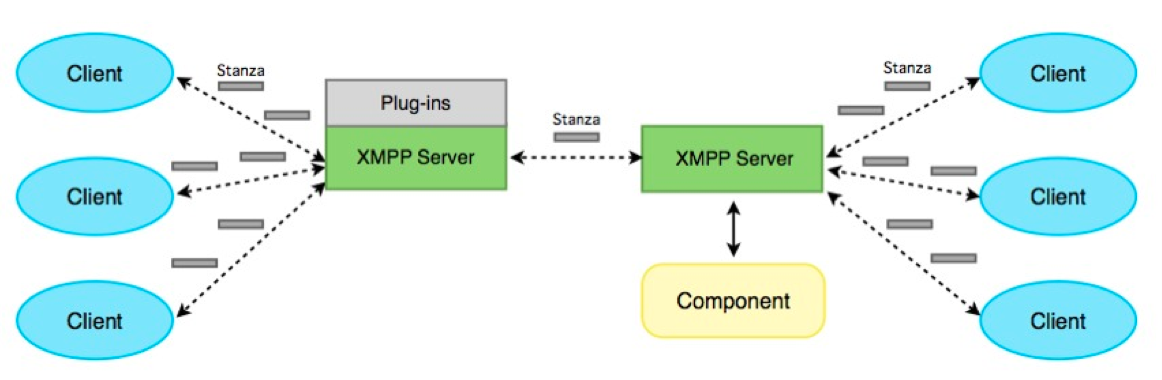 Client
Stanza
Plug-ins
XMPP Server
Client
Client
Stanza
XMPP Server
Component
Stanza
Client
Client
Client